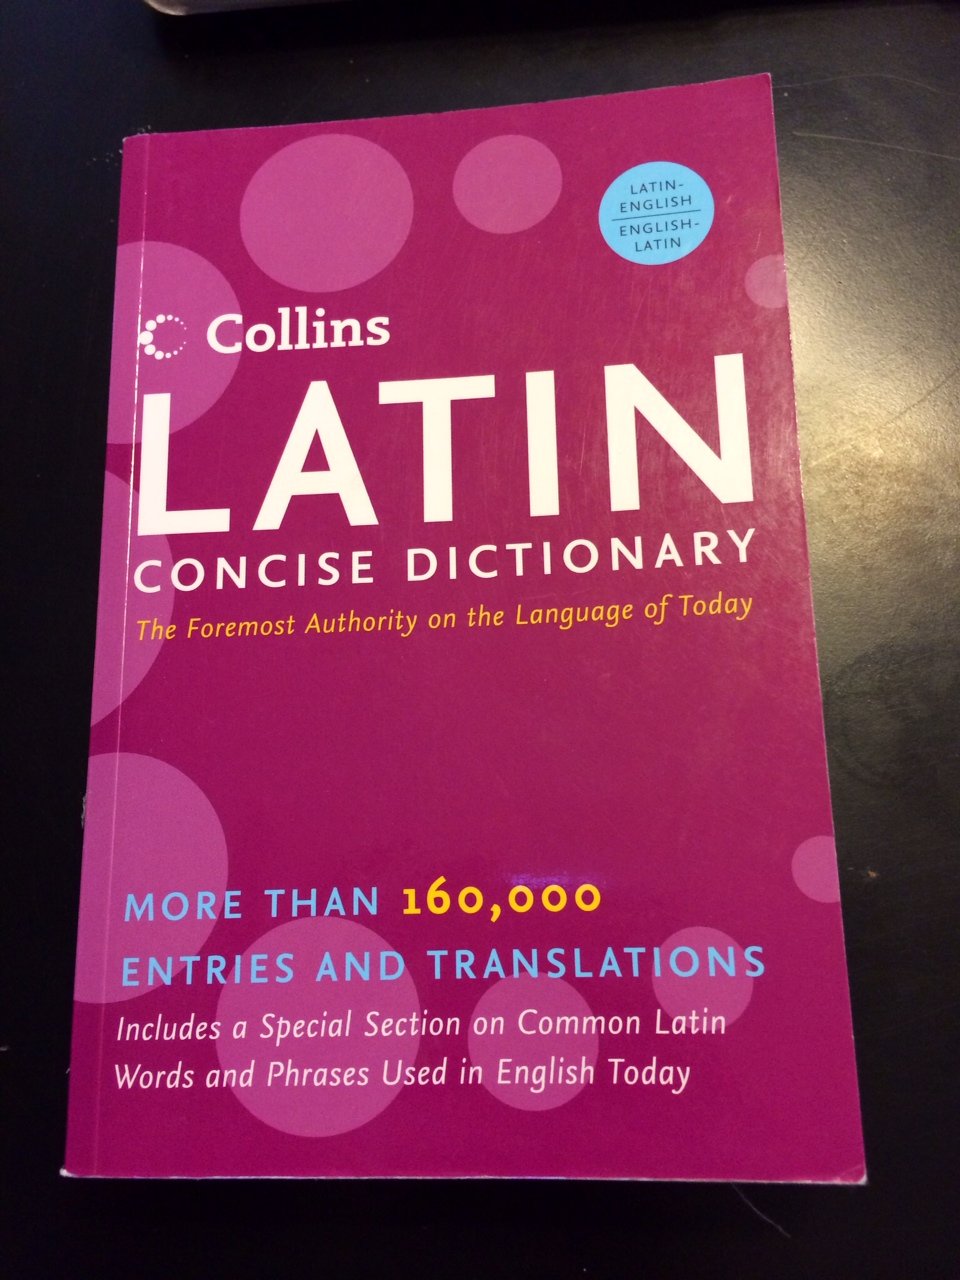 LATIN-
ENGLISH
ENGLISH-
LATIN
Collins
LATIN
CONCISE DICTIONARY
The Foremost Authority on the Language of Today
MORE THAN 160,000
ENTRIES AND TRANSLATIONS
Includes a Special Section on Common Latin
Words and Phrases Used in English Today